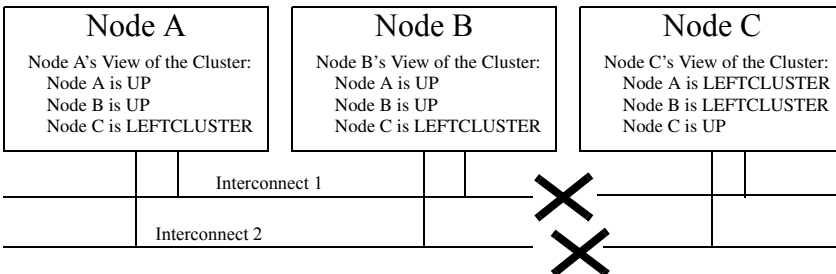 Node A
Node A's View of the Cluster:
Node A is UP
Node B is UP
Node C is LEFTCLUSTER
Node B
Node B's View of the Cluster:
Node A is UP
Node B is UP
Node C is LEFTCLUSTER
Node C
Node C's View of the Cluster:
Node A is LEFTCLUSTER
Node B is LEFTCLUSTER
Node C is UP
Interconnect 1
Interconnect 2